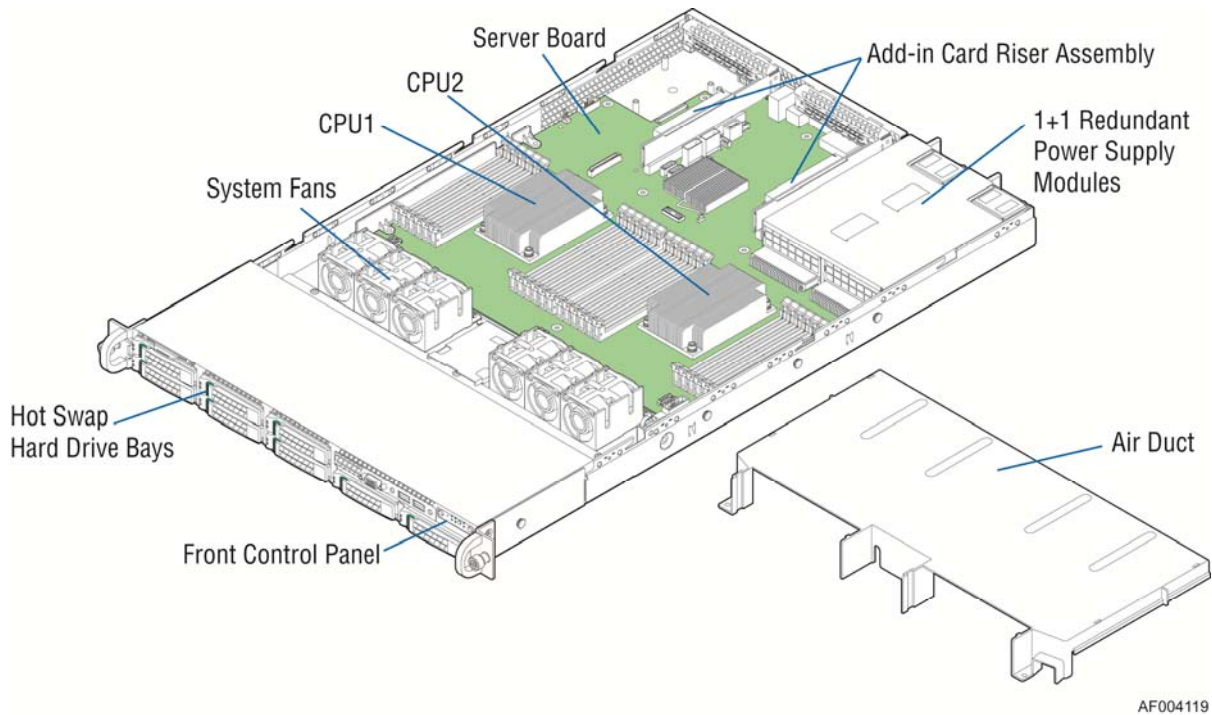 Server Board
Add-in Card Riser Assembly
CPU2
CPU1
1+1 Redundant
Power Supply
Modules
System Fans
Hot Swap
Hard Drive Bays
Air Duct
Front Control Panel
AF004119